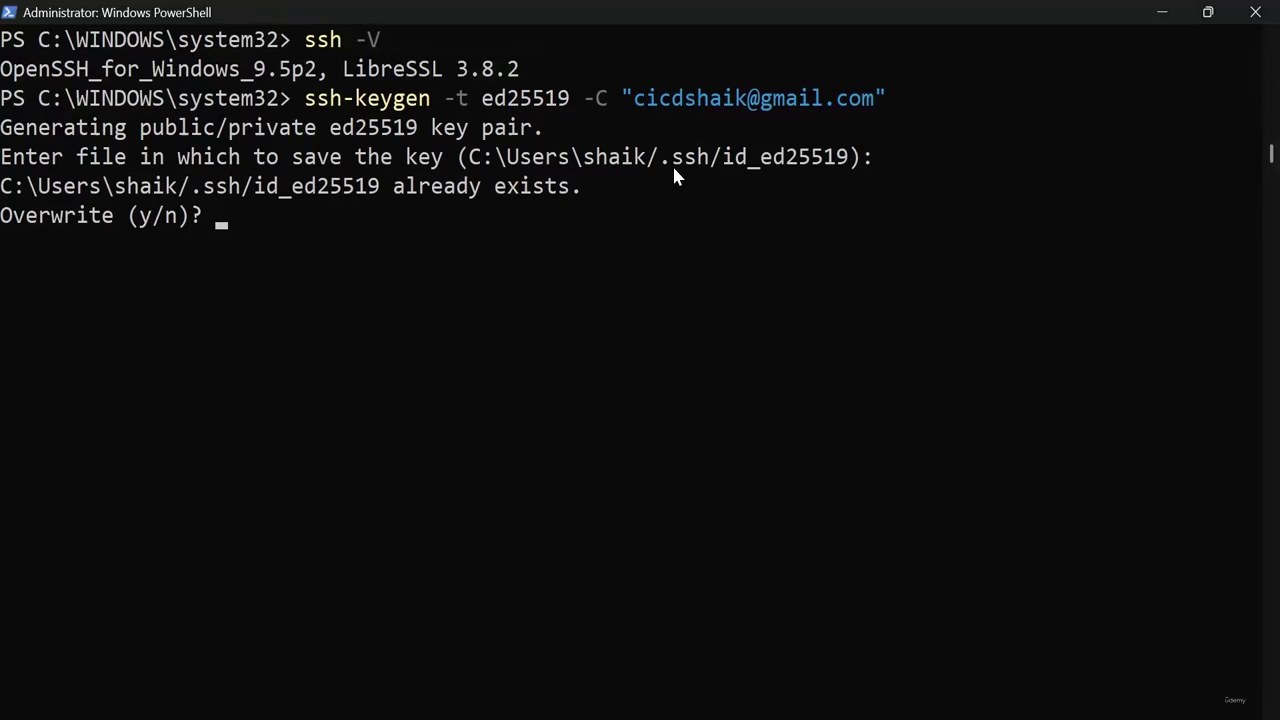 Administrator: Windows PowerShell
PS C:\WINDOWS\system32> ssh -V
OpenSSH_for_Windows_9.5p2, LibreSSL 3.8.2
PS C:\WINDOWS\system32> ssh-keygen -t ed25519 -C "cicdshaik@gmail.com"
Generating public/private ed25519 key pair.
Enter file in which to save the key (C:\Users\shaik/.ssh/id_ed25519):
C:\Users\shaik/.ssh/id_ed25519 already exists.
Overwrite (y/n)?
Udemy